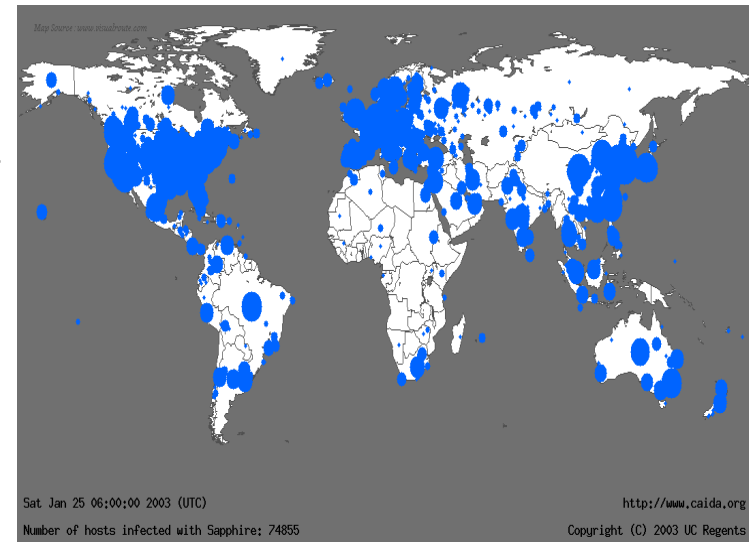 Map Source : www.visualroute.com
Sat Jan 25 06:00:00 2003 (UTC)
http://www.caida.org
Number of hosts infected with Sapphire: 74855
Copyright (C) 2003 UC Regents